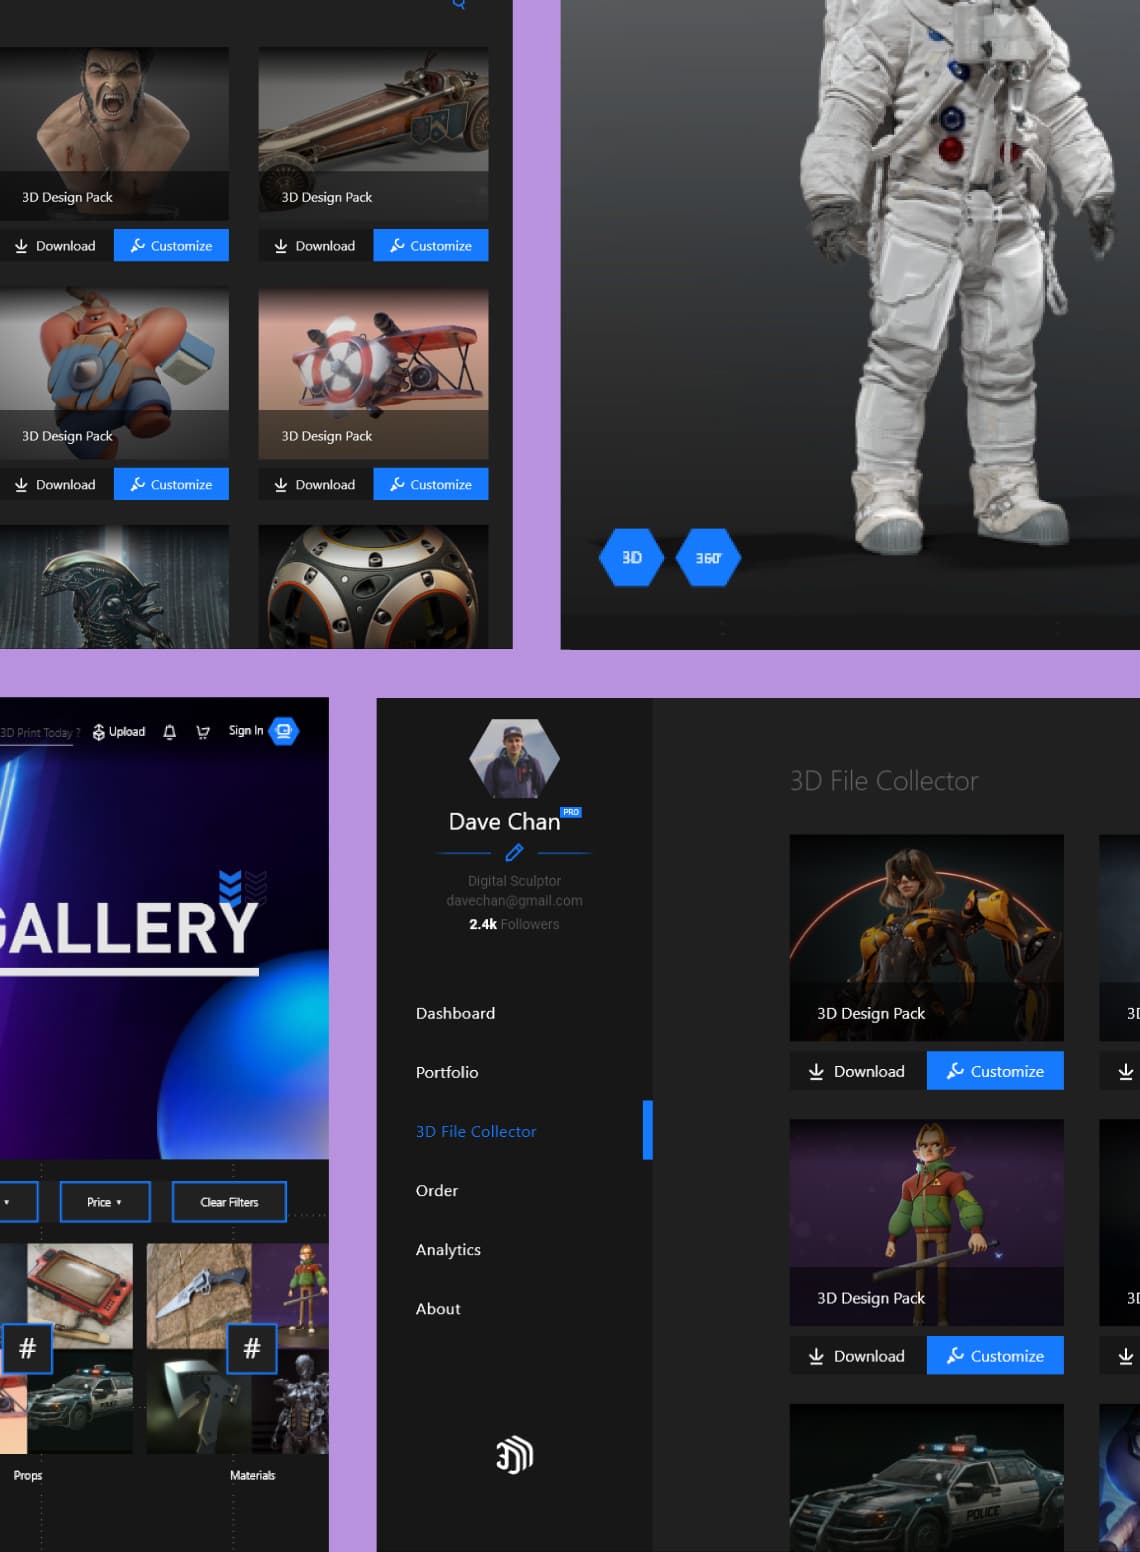 3D Design Pack
3D Design Pack
Download
Customize
Download
Customize
3D Design Pack
3D Design Pack
Download
Customize
Download
Customize
3D
360°
3D Print Today ?
Upload
Sign In
GALLERY
Price
Clear Filters
#
#
Props
Materials
Dave Chan PRO
Digital Sculptor
davechan@gmail.com
2.4k Followers
Dashboard
Portfolio
3D File Collector
Order
Analytics
About
3D File Collector
3D Design Pack
Download
Customize
3D Design Pack
Download
Customize
POLICE